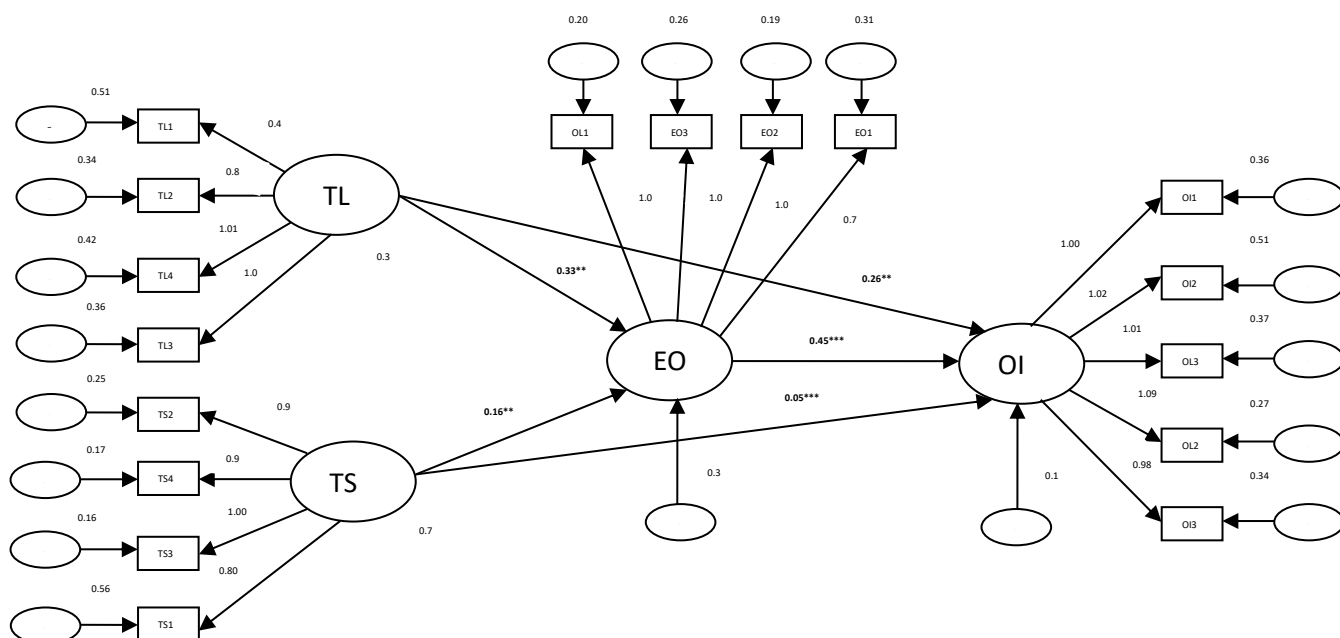 0.20 0.26 0.19 0.31
OL1 EO3 EO2 EO1
1.0 1.0 1.0 0.7
0.51
-
TL1
0.4
0.34
TL2
0.8
0.42
TL4
1.01
0.36
TL3
1.0
TL
0.3
0.33**
0.26**
0.25
TS2
0.9
0.17
TS4
0.9
0.16
TS3
1.00
0.56
TS1
0.80
TS
0.7
0.16**
0.05***
EO
0.45***
0.3
OI
0.1
1.00
OI1
0.36
1.02
OI2
0.51
1.01
OL3
0.37
1.09
OL2
0.27
0.98
OI3
0.34